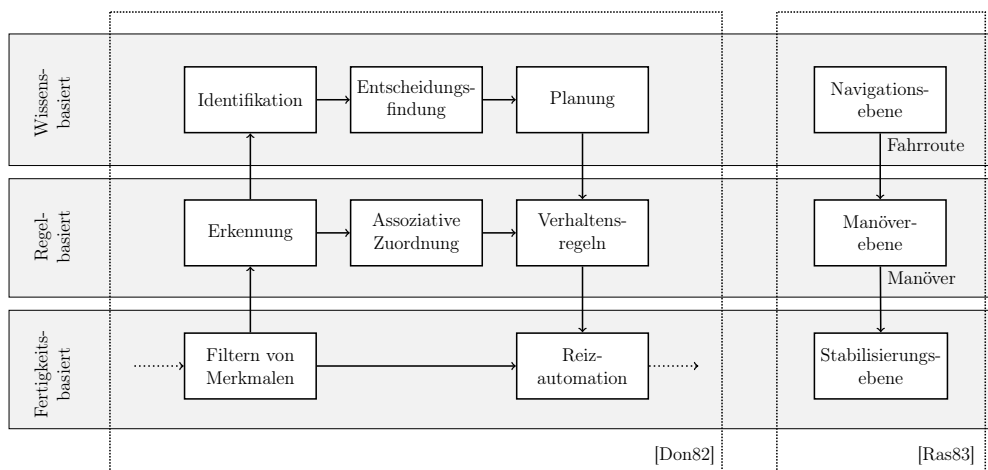 Wissens-
basiert
Identifikation
Entscheidungs-
findung
Planung
Navigations-
ebene
Fahrroute
Regel-
basiert
Erkennung
Assoziative
Zuordnung
Verhaltens-
regeln
Manöver-
ebene
Manöver
Fertigkeits-
basiert
Filtern von
Merkmalen
Reiz-
automation
Stabilisierungs-
ebene
[Don82]
[Ras83]